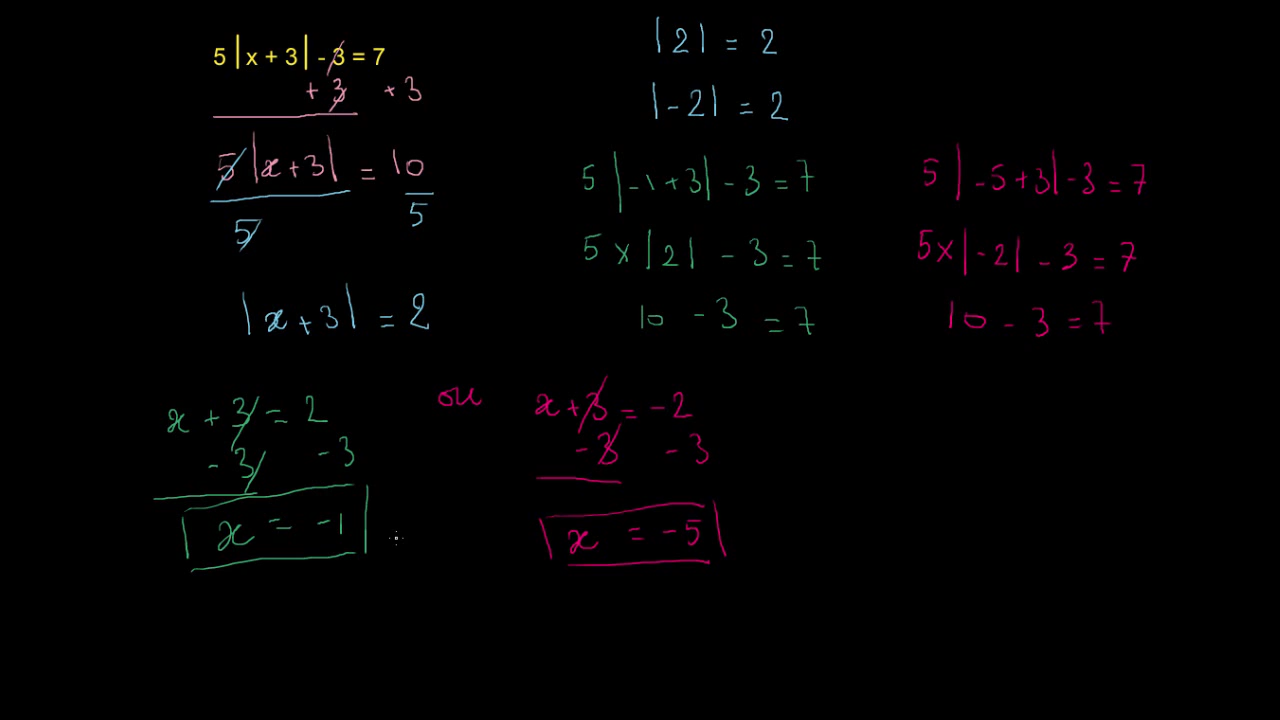 5 |x + 3| - 3 = 7
+ 3 + 3
5 |x + 3| = 10
5 5
|x + 3| = 2
x + 3 = 2
- 3 - 3
x = -1
ou
x + 3 = -2
- 3 - 3
x = -5
|2| = 2
|-2| = 2
5 |-1 + 3| - 3 = 7
5 x |2| - 3 = 7
10 - 3 = 7
5 |-5 + 3| - 3 = 7
5 x |-2| - 3 = 7
10 - 3 = 7